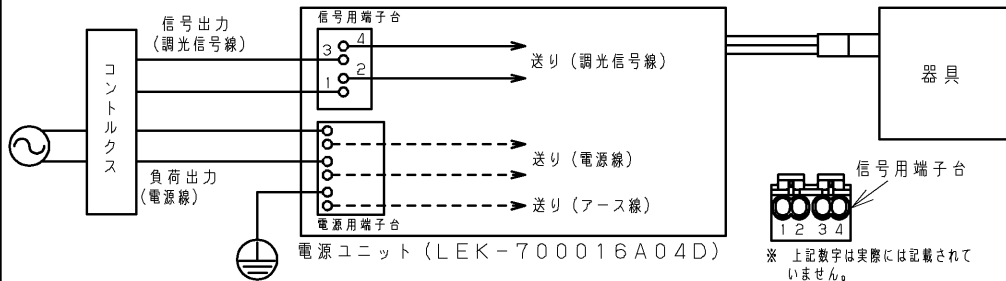 信号出力
(調光信号線)
コントルクス
負荷出力
(電源線)
信号用端子台
4
3
2
1
送り(調光信号線)
送り(電源線)
送り(アース線)
電源用端子台
電源ユニット(LEK-700016A04D)
器具
信号用端子台
1 2 3 4
※ 上記数字は実際には記載されて
いません。